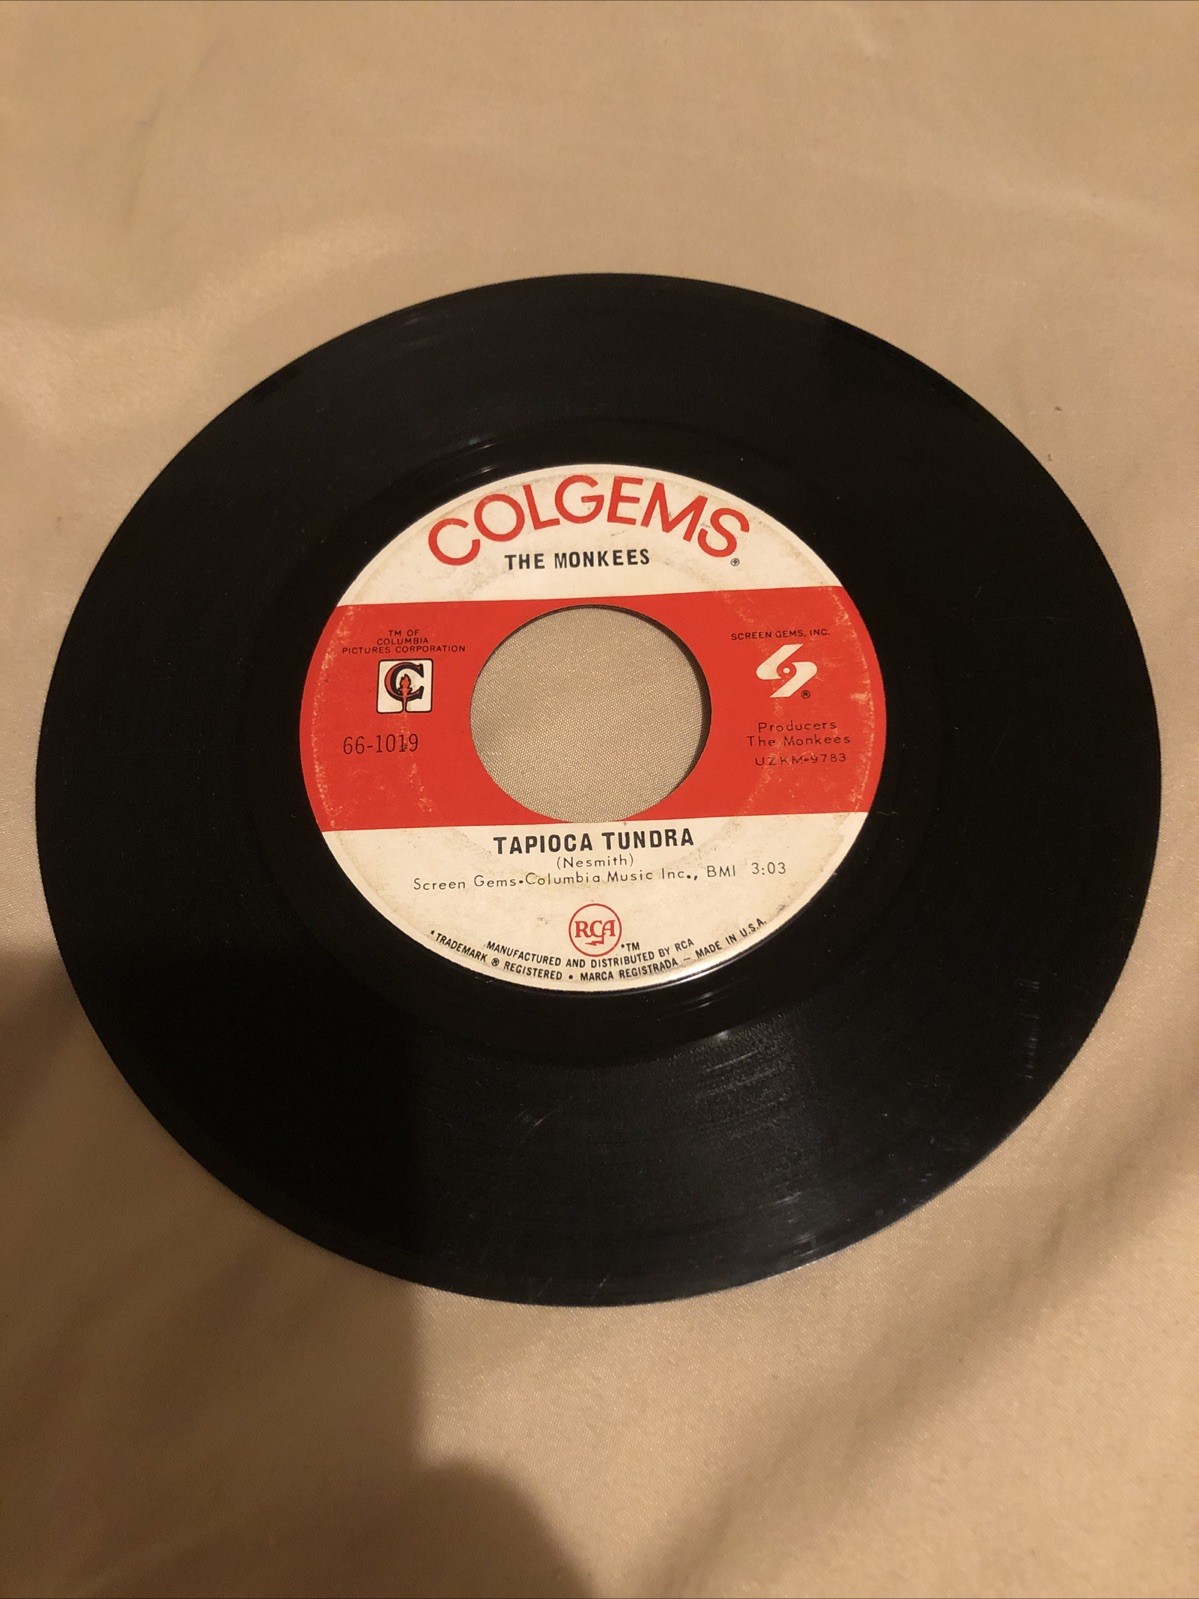 COLGEMS®
THE MONKEES
TM OF
COLUMBIA
PICTURES CORPORATION
C
66-1019
SCREEN GEMS, INC.
®
Producers
The Monkees
UZKM-9783
TAPIOCA TUNDRA
(Nesmith)
Screen Gems-Columbia Music Inc., BMI 3:03
RCA
*TM
MANUFACTURED AND DISTRIBUTED BY RCA
*TRADEMARK ® REGISTERED • MARCA REGISTRADA — MADE IN U.S.A.